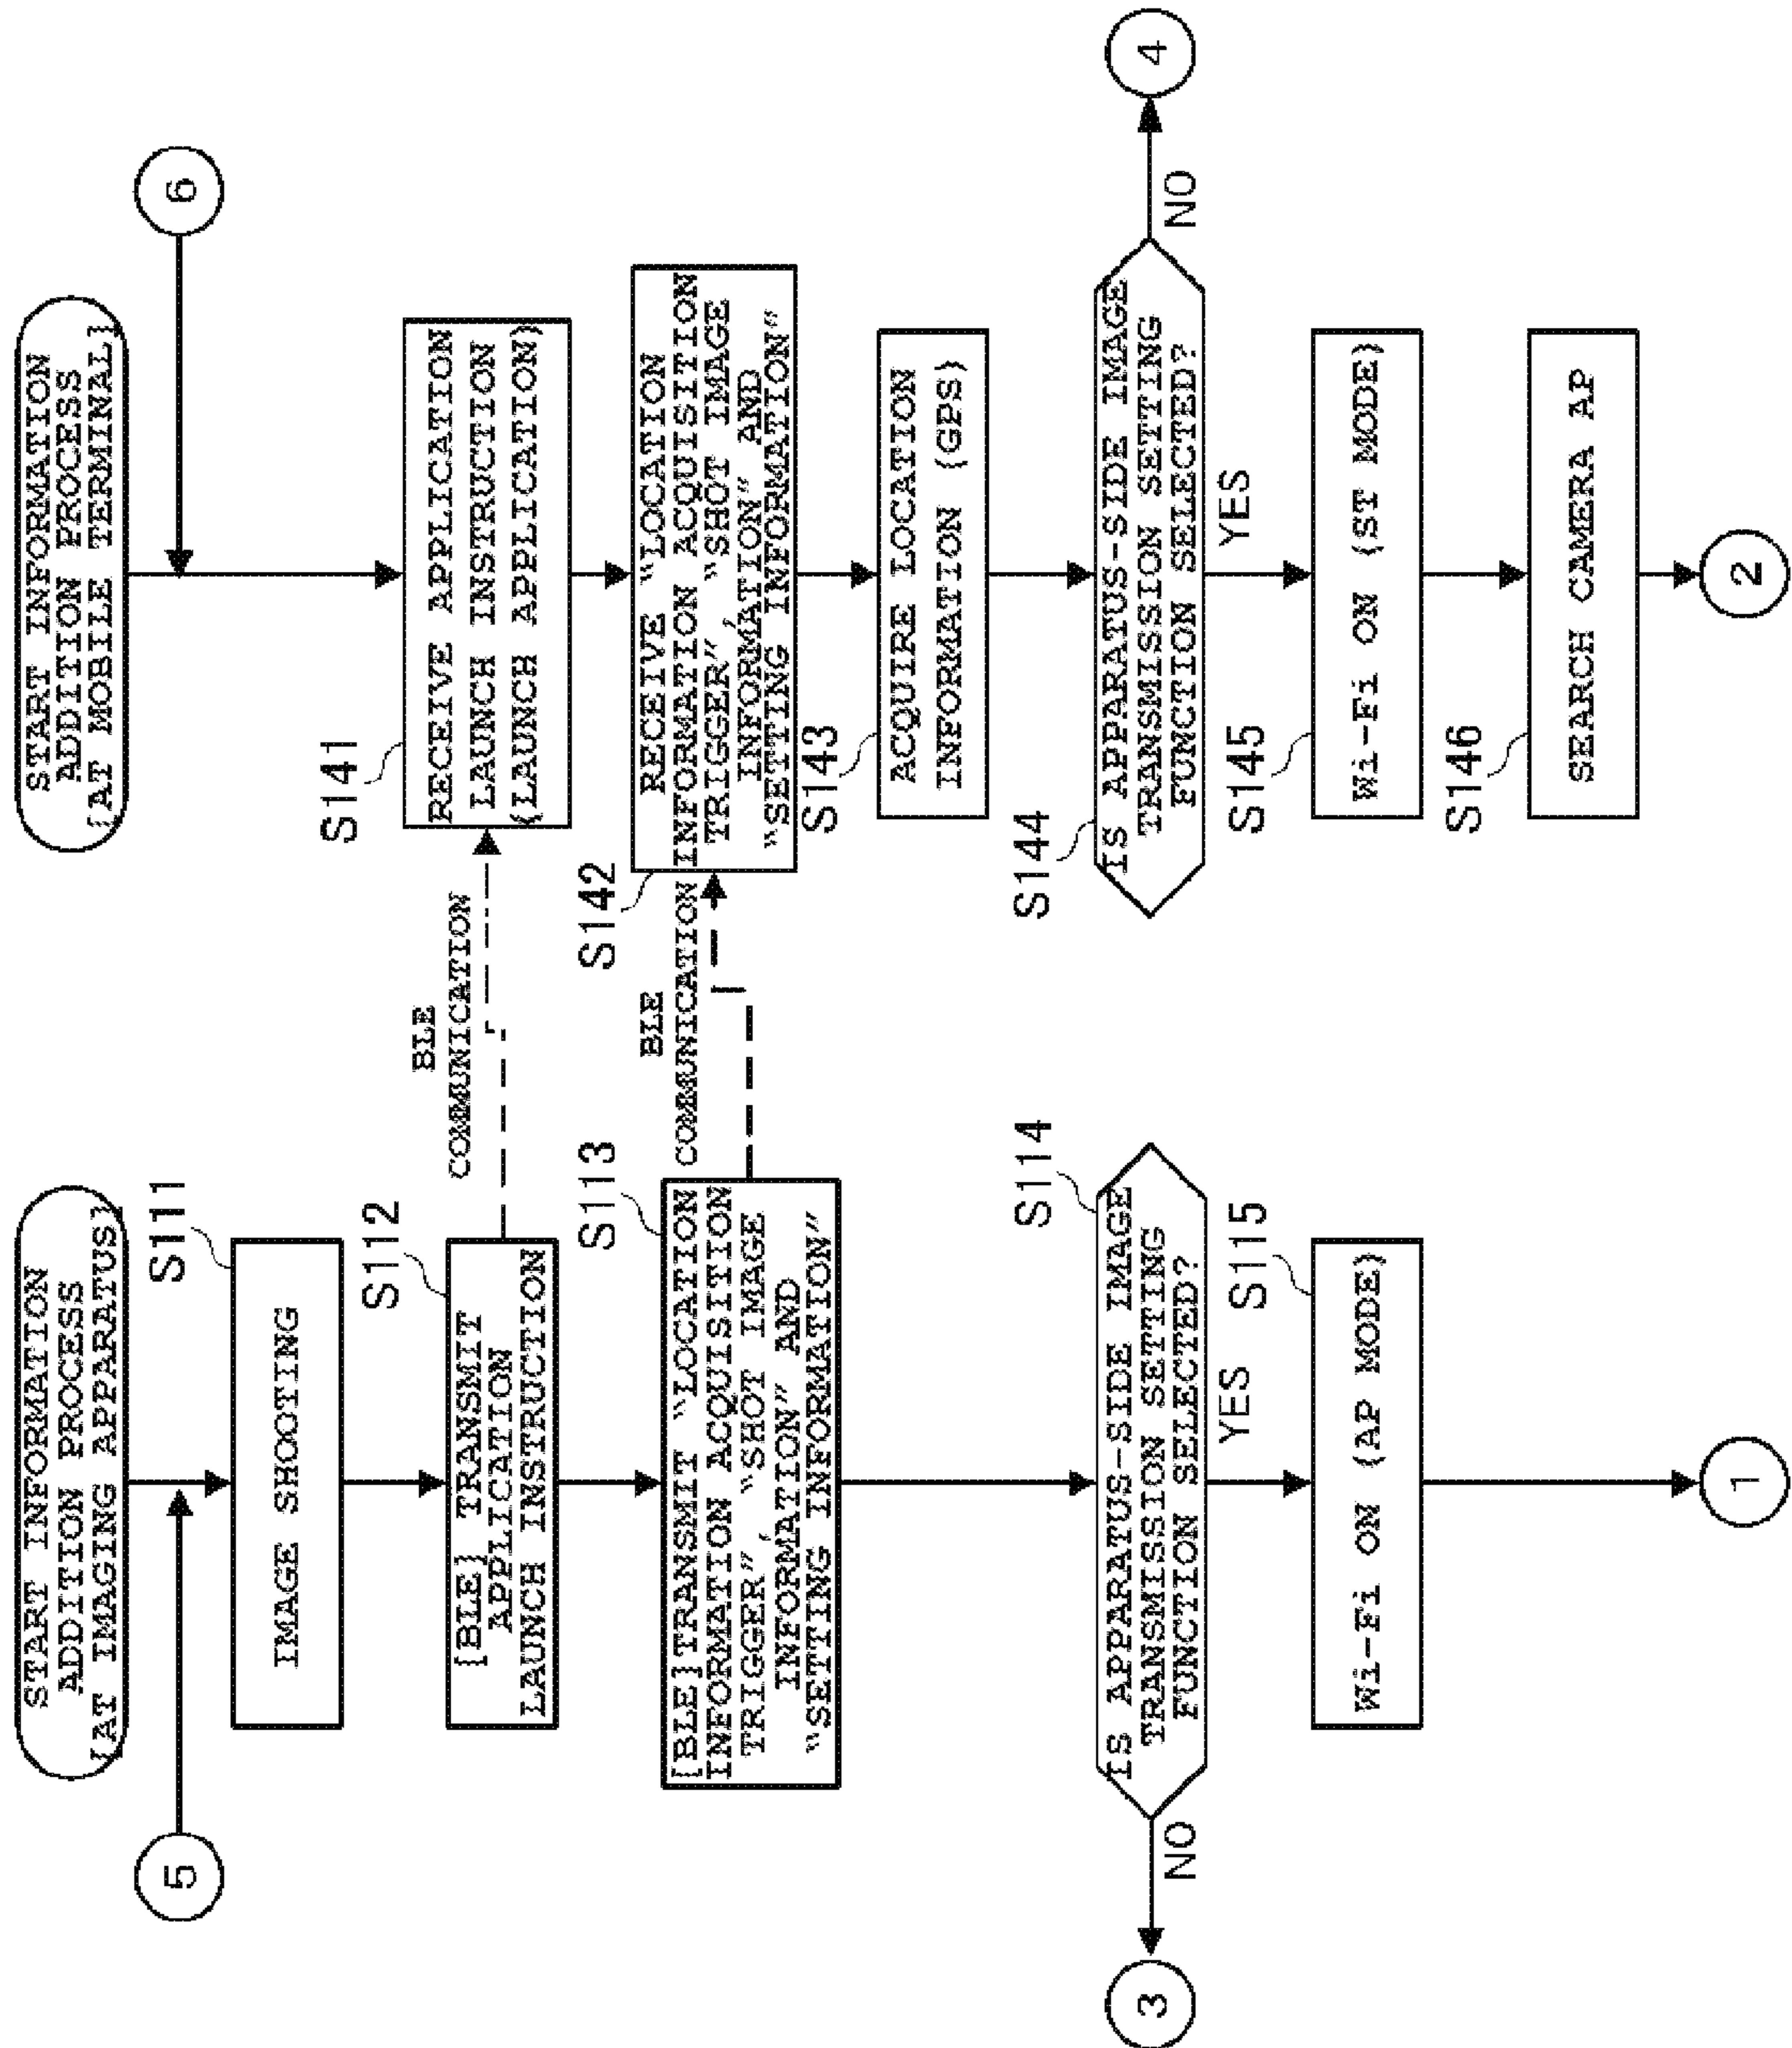 START INFORMATION
ADDITION PROCESS
[AT IMAGING APPARATUS]
5
S111
IMAGE SHOOTING
S112
[BLE] TRANSMIT
APPLICATION
LAUNCH INSTRUCTION
BLE
COMMUNICATION
S113
[BLE]TRANSMIT "LOCATION
INFORMATION ACQUISITION
TRIGGER", "SHOT IMAGE
INFORMATION" AND
"SETTING INFORMATION"
BLE
COMMUNICATION
S114
IS APPARATUS-SIDE IMAGE
TRANSMISSION SETTING
FUNCTION SELECTED?
NO
3
YES
S115
Wi-Fi ON (AP MODE)
1
START INFORMATION
ADDITION PROCESS
[AT MOBILE TERMINAL]
6
S141
RECEIVE APPLICATION
LAUNCH INSTRUCTION
(LAUNCH APPLICATION)
S142
RECEIVE "LOCATION
INFORMATION ACQUISITION
TRIGGER", "SHOT IMAGE
INFORMATION" AND
"SETTING INFORMATION"
S143
ACQUIRE LOCATION
INFORMATION (GPS)
S144
IS APPARATUS-SIDE IMAGE
TRANSMISSION SETTING
FUNCTION SELECTED?
NO
4
YES
S145
Wi-Fi ON (ST MODE)
S146
SEARCH CAMERA AP
2